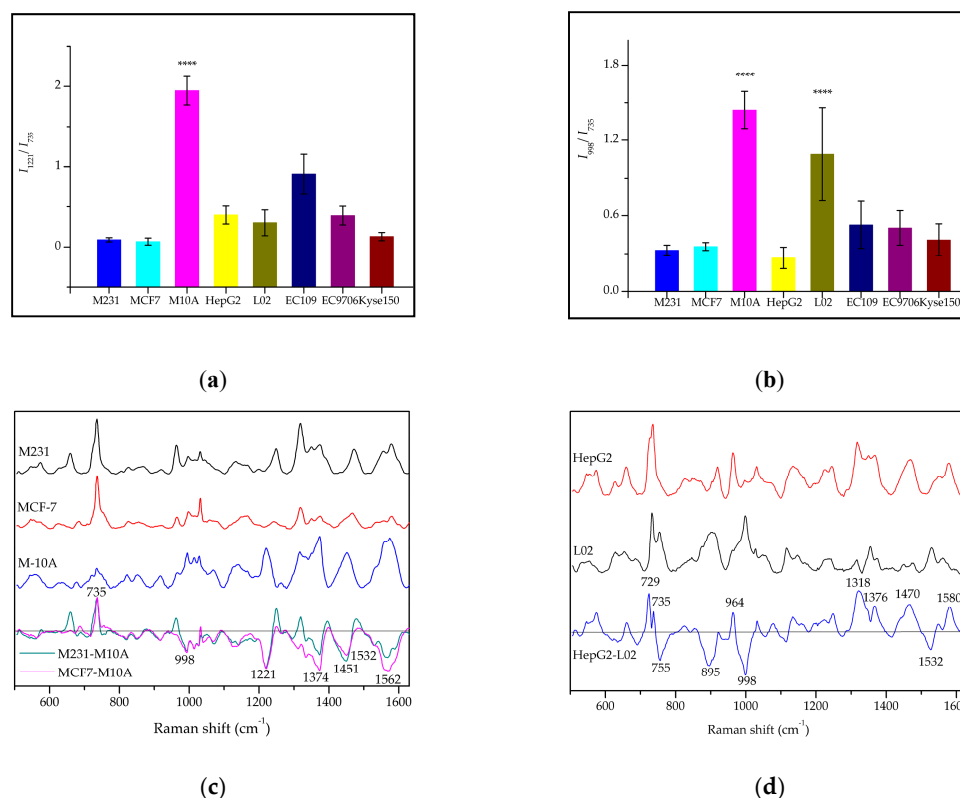 ****
2
1
0
I1221/ I735
M231 MCF7 M10A HepG2 L02 EC109 EC9706 Kyse150
(a)
**** ****
1.8
1.2
0.6
0.0
I998/ I735
M231 MCF7 M10A HepG2 L02 EC109 EC9706 Kyse150
(b)
M231
MCF-7
M-10A
735
998
1221
1374
1451
1532
1562
M231-M10A
MCF7-M10A
600 800 1000 1200 1400 1600
Raman shift (cm-1)
(c)
HepG2
L02
729
735
755
895
964
998
1318
1376
1470
1532
1580
HepG2-L02
600 800 1000 1200 1400 1600
Raman shift (cm-1)
(d)